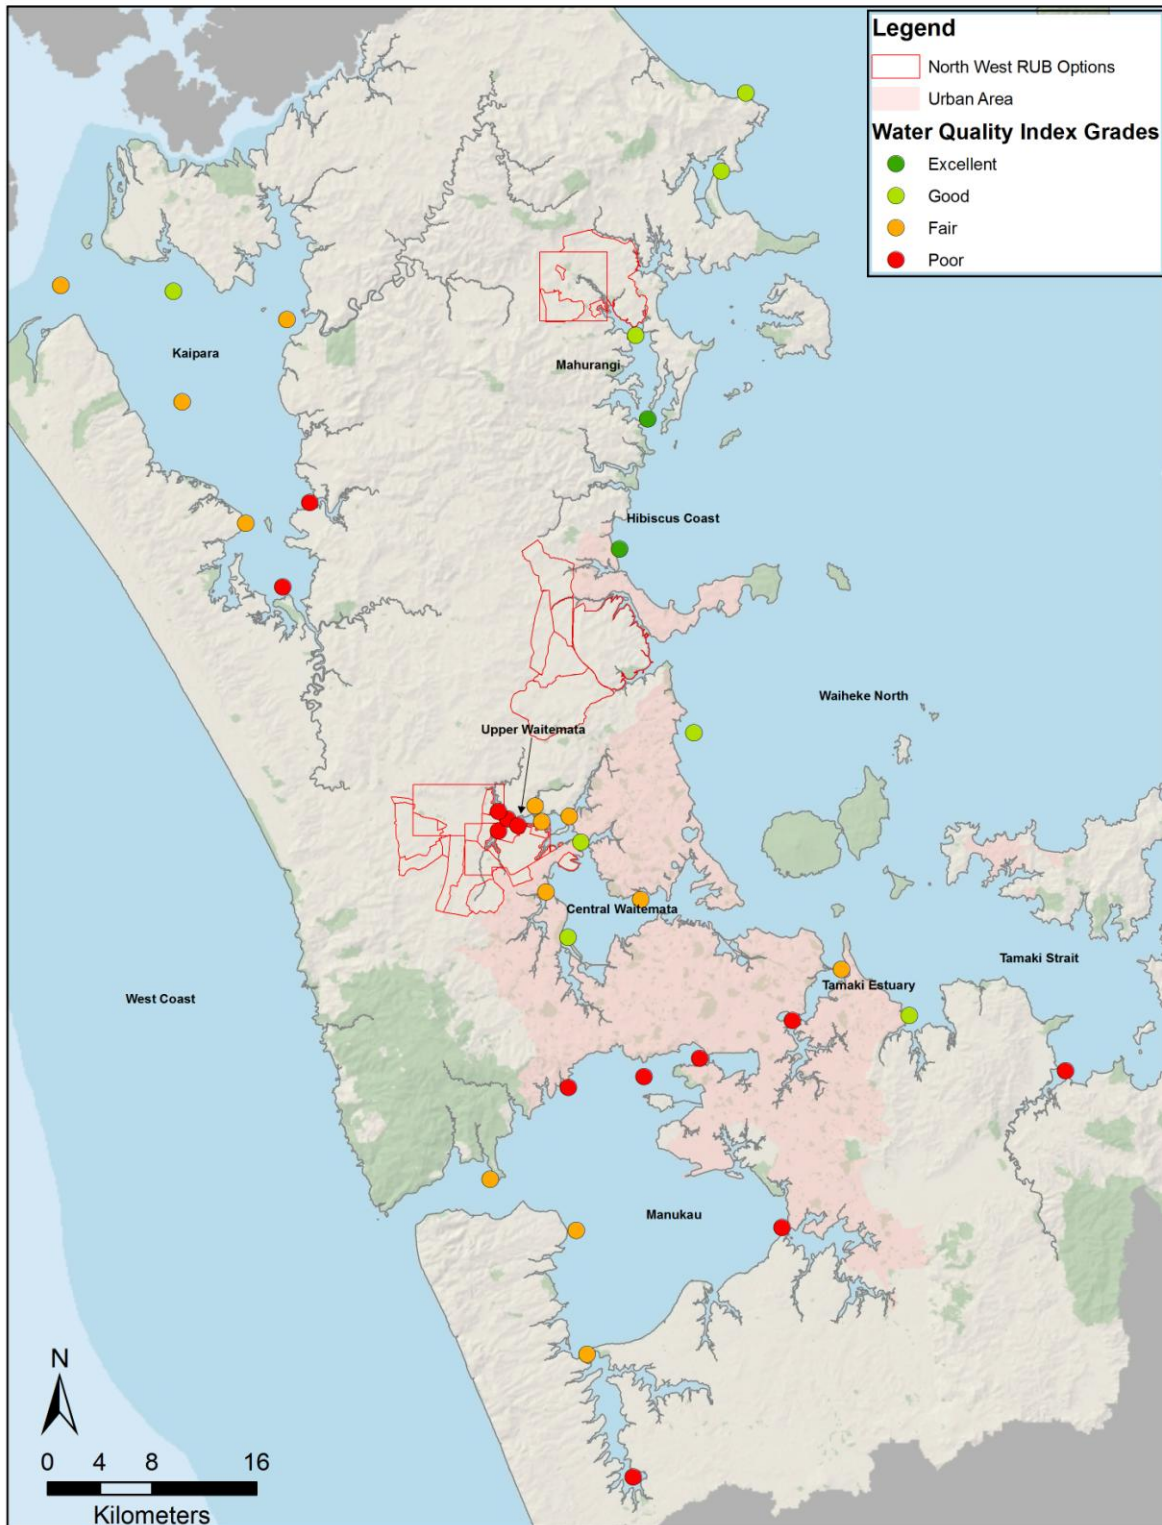 Legend
North West RUB Options
Urban Area
Water Quality Index Grades
Excellent
Good
Fair
Poor
Kaipara
Mahurangi
Hibiscus Coast
Waiheke North
Upper Waitemata
Central Waitemata
Tamaki Strait
Tamaki Estuary
West Coast
Manukau
N
0 4 8 16
Kilometers